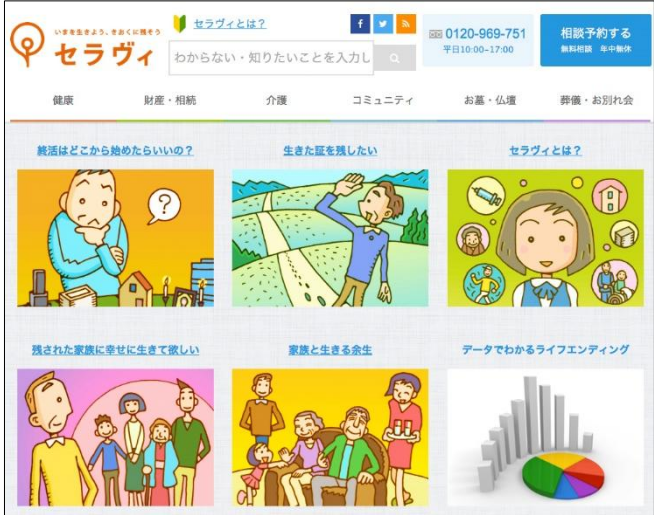 いまを生きよう、きおくに残そう
セラヴィ
セラヴィとは?
わからない・知りたいことを入力し
0120-969-751
平日10:00-17:00
相談予約する
無料相談 年中無休
健康
財産・相続
介護
コミュニティ
お墓・仏壇
葬儀・お別れ会
終活はどこから始めたらいいの?
生きた証を残したい
セラヴィとは?
?
残された家族に幸せに生きて欲しい
家族と生きる余生
データでわかるライフエンディング